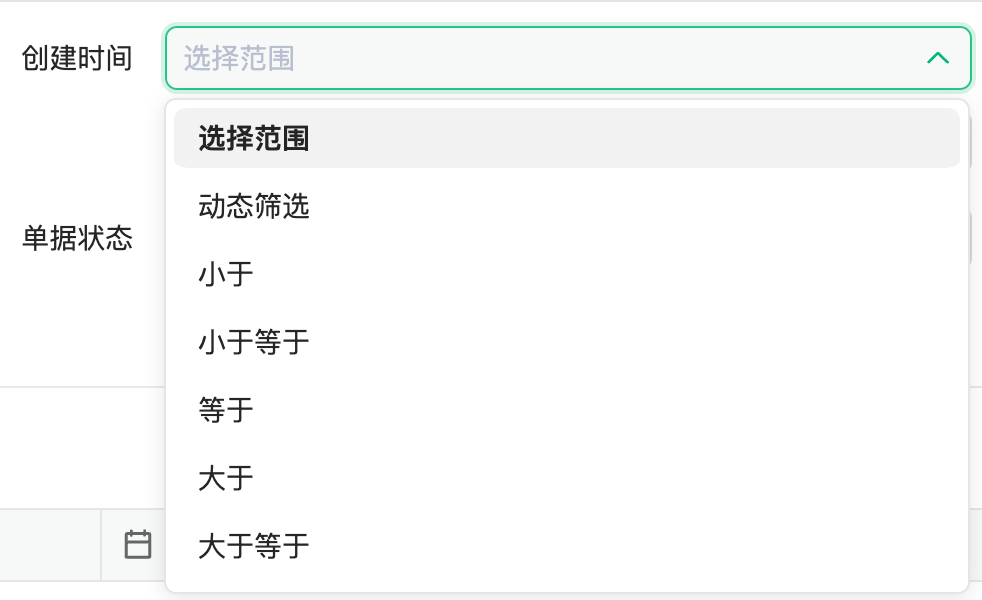 创建时间
选择范围
选择范围
动态筛选
单据状态
小于
小于等于
等于
大于
大于等于